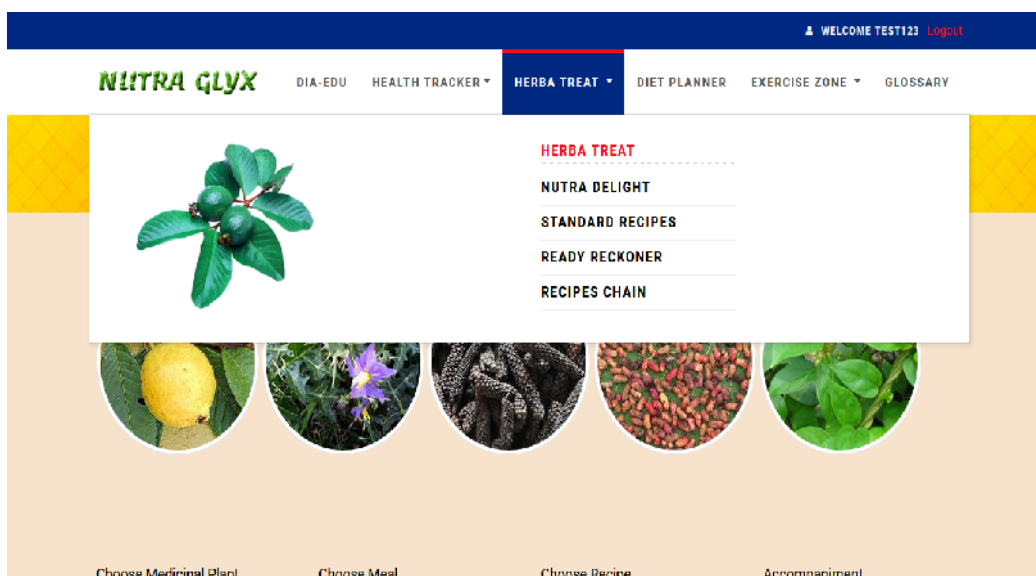 WELCOME TEST123 Logout
NUTRA GLYX DIA-EDU HEALTH TRACKER HERBA TREAT DIET PLANNER EXERCISE ZONE GLOSSARY
HERBA TREAT
NUTRA DELIGHT
STANDARD RECIPES
READY RECKONER
RECIPES CHAIN
Choose Medicinal Plant Choose Meal Choose Recipe Accompaniment